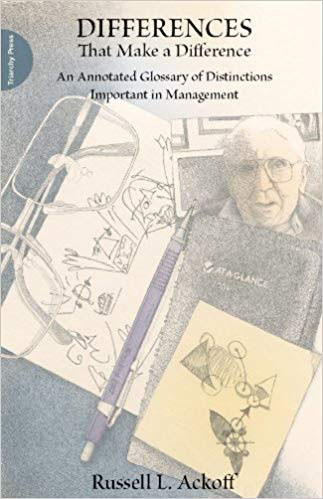 Triarchy Press
DIFFERENCES
That Make a Difference
An Annotated Glossary of Distinctions
Important in Management
AT-A-GLANCE
Russell L. Ackoff